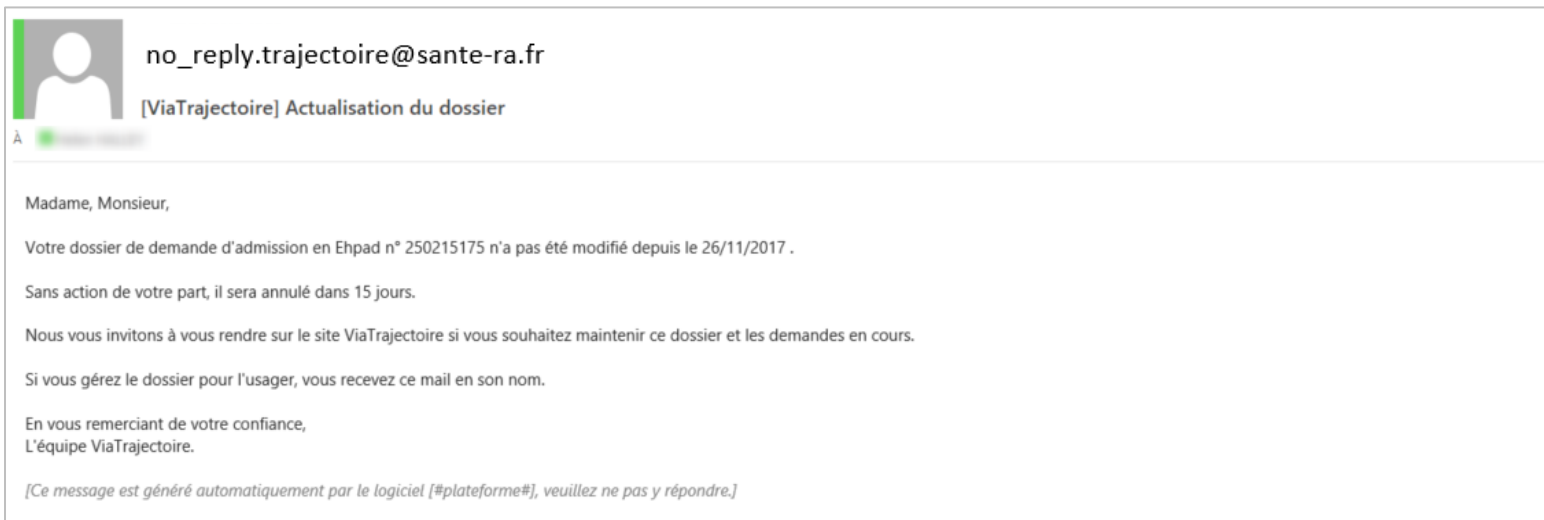 no_reply.trajectoire@sante-ra.fr
[ViaTrajectoire] Actualisation du dossier
À
Madame, Monsieur,
Votre dossier de demande d'admission en Ehpad n° 250215175 n'a pas été modifié depuis le 26/11/2017 .
Sans action de votre part, il sera annulé dans 15 jours.
Nous vous invitons à vous rendre sur le site ViaTrajectoire si vous souhaitez maintenir ce dossier et les demandes en cours.
Si vous gérez le dossier pour l'usager, vous recevez ce mail en son nom.
En vous remerciant de votre confiance,
L'équipe ViaTrajectoire.
[Ce message est généré automatiquement par le logiciel [#plateforme#], veuillez ne pas y répondre.]